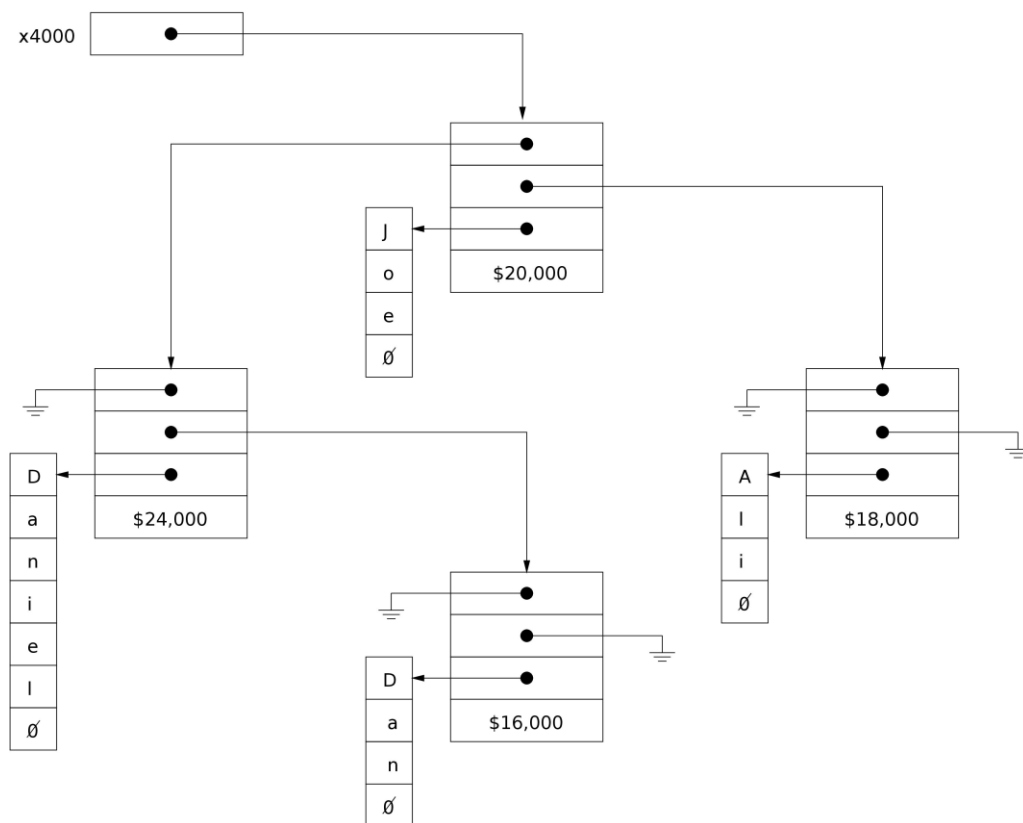 x4000
J
o
e
Ø
$20,000
D
a
n
i
e
l
Ø
$24,000
D
a
n
Ø
$16,000
A
l
i
Ø
$18,000